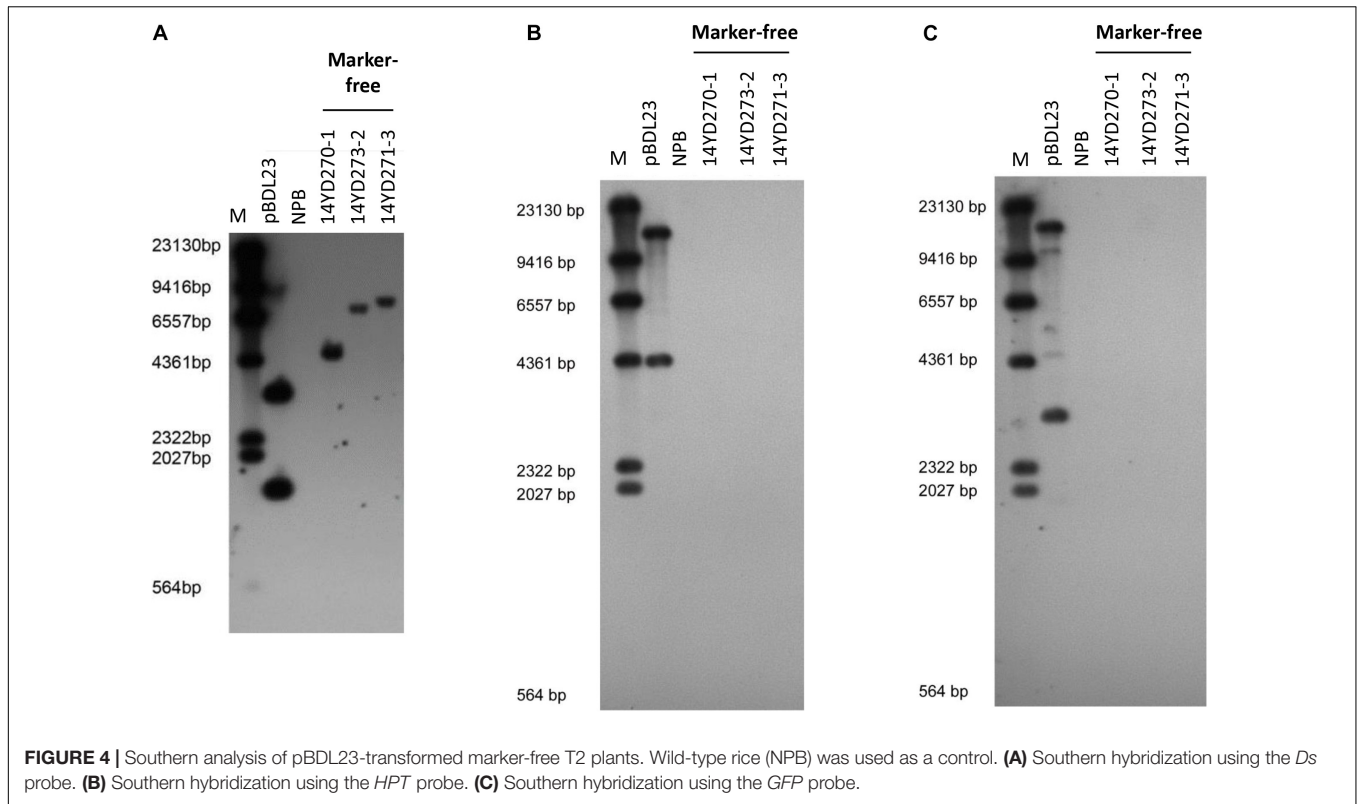 A
Marker-
free
M
pBDL23
NPB
14YD270-1
14YD273-2
14YD271-3
23130bp
9416bp
6557bp
4361bp
2322bp
2027bp
564bp
B
Marker-free
M
pBDL23
NPB
14YD270-1
14YD273-2
14YD271-3
23130 bp
9416 bp
6557 bp
4361 bp
2322 bp
2027 bp
564 bp
C
Marker-free
M
pBDL23
NPB
14YD270-1
14YD273-2
14YD271-3
23130 bp
9416 bp
6557 bp
4361 bp
2322 bp
2027 bp
564 bp
FIGURE 4 | Southern analysis of pBDL23-transformed marker-free T2 plants. Wild-type rice (NPB) was used as a control. (A) Southern hybridization using the Ds
probe. (B) Southern hybridization using the HPT probe. (C) Southern hybridization using the GFP probe.